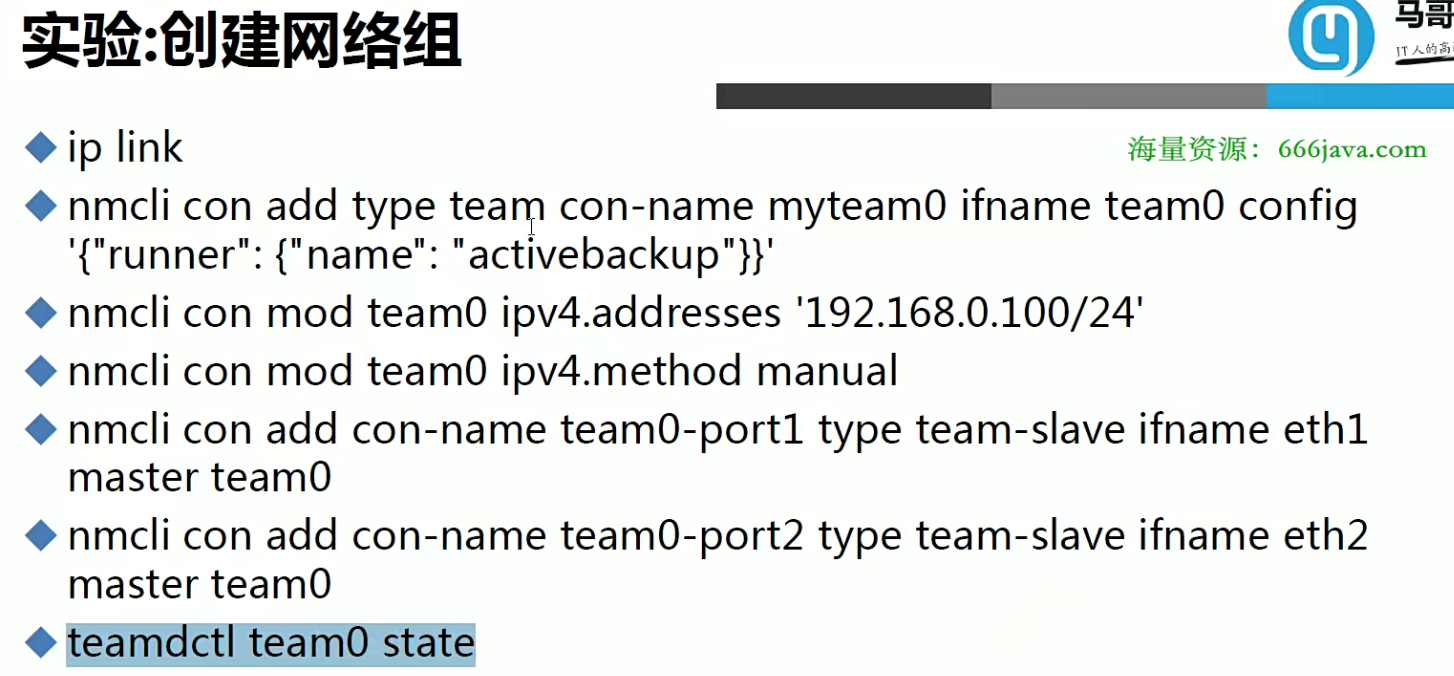 实验:创建网络组
马哥
IT人的高
海量资源：666java.com
ip link
nmcli con add type team con-name myteam0 ifname team0 config
'{"runner": {"name": "activebackup"}}'
nmcli con mod team0 ipv4.addresses '192.168.0.100/24'
nmcli con mod team0 ipv4.method manual
nmcli con add con-name team0-port1 type team-slave ifname eth1
master team0
nmcli con add con-name team0-port2 type team-slave ifname eth2
master team0
teamdctl team0 state